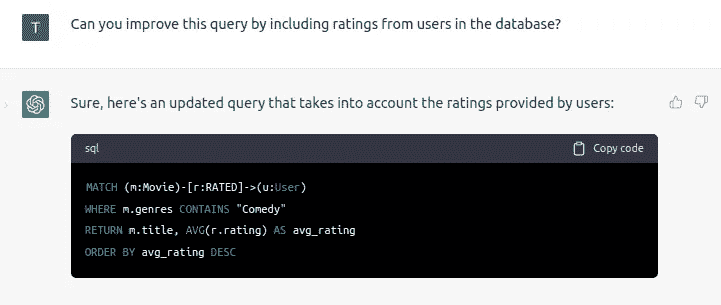 T
Can you improve this query by including ratings from users in the database?
Sure, here's an updated query that takes into account the ratings provided by users:
sql
Copy code
MATCH (m:Movie)-[r:RATED]->(u:User)
WHERE m.genres CONTAINS "Comedy"
RETURN m.title, AVG(r.rating) AS avg_rating
ORDER BY avg_rating DESC